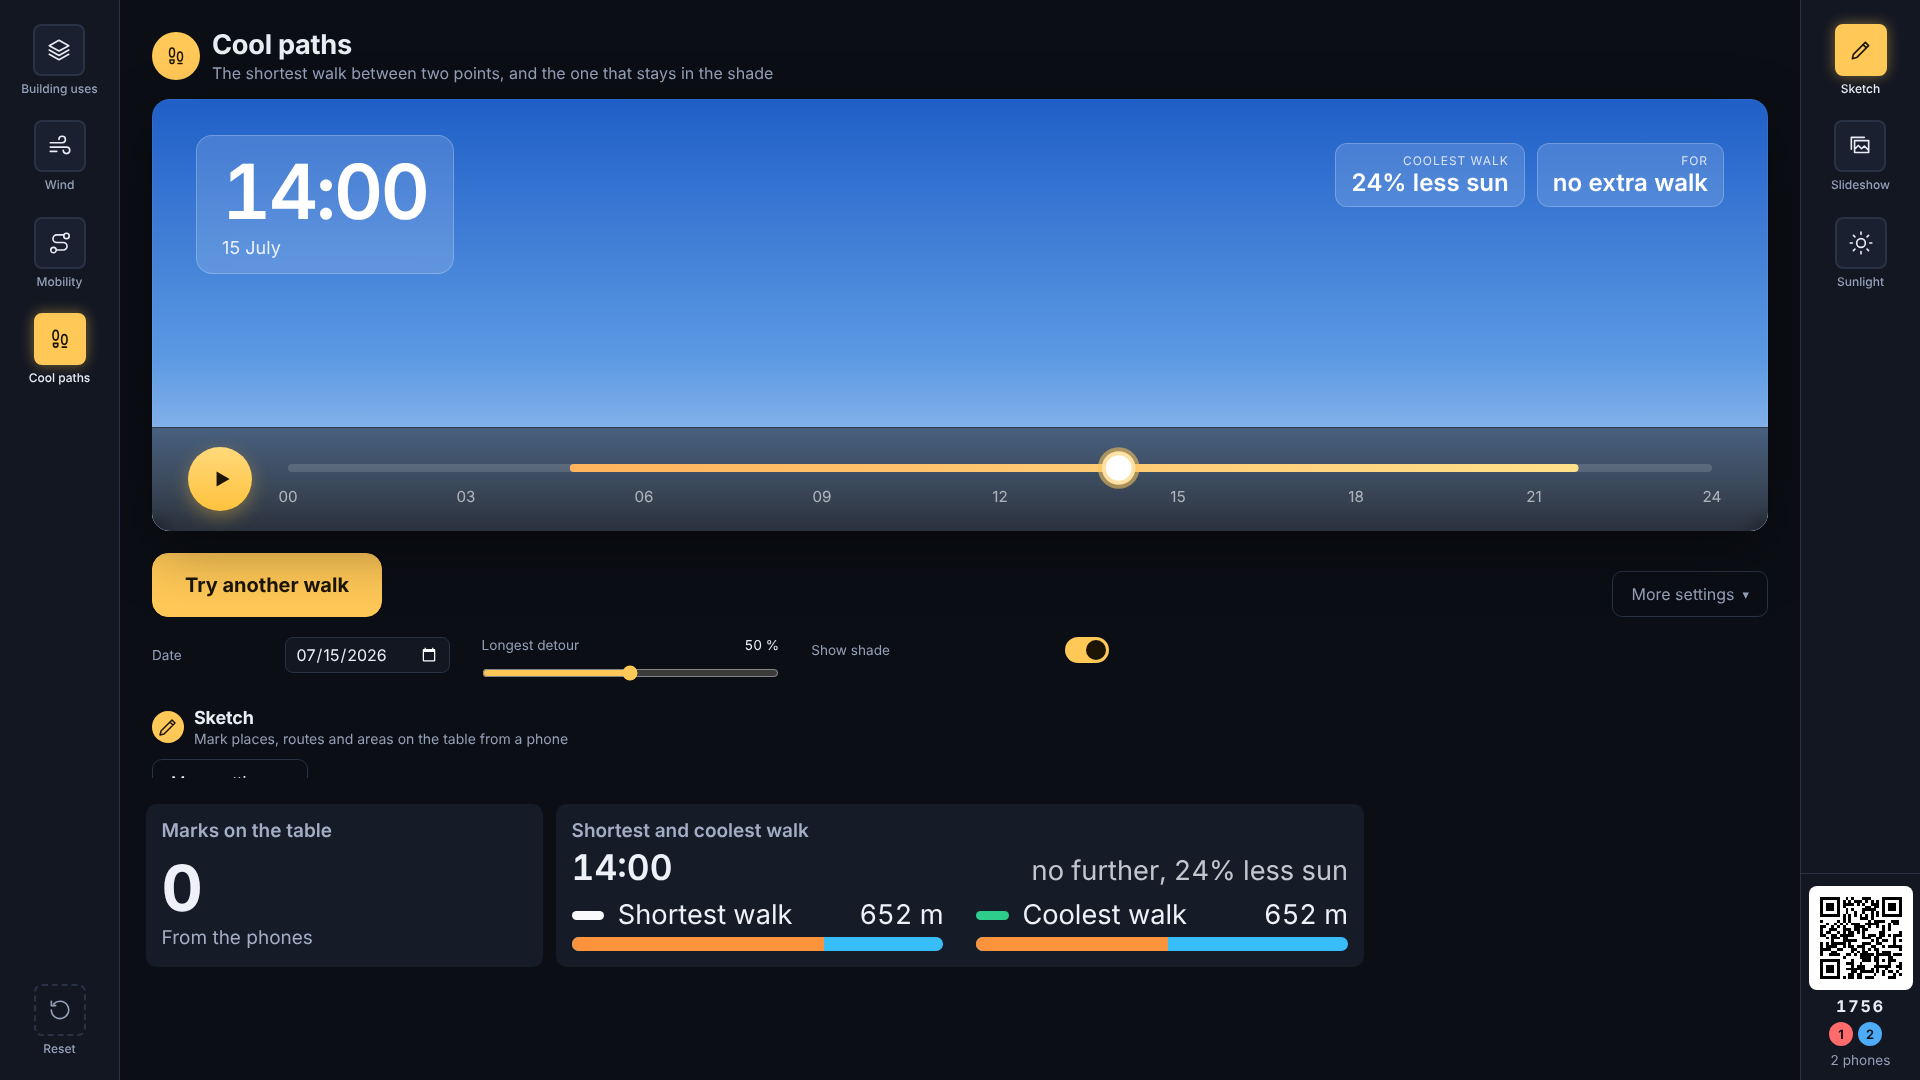 Building uses
Wind
Mobility
Cool paths
Reset
Cool paths
The shortest walk between two points, and the one that stays in the shade
14:00
15 July
COOLEST WALK
24% less sun
FOR
no extra walk
00 03 06 09 12 15 18 21 24
Try another walk
More settings ▾
Date
07/15/2026
Longest detour
50 %
Show shade
Sketch
Mark places, routes and areas on the table from a phone
Marks on the table
0
From the phones
Shortest and coolest walk
14:00
no further, 24% less sun
Shortest walk 652 m
Coolest walk 652 m
Sketch
Slideshow
Sunlight
1756
1 2
2 phones